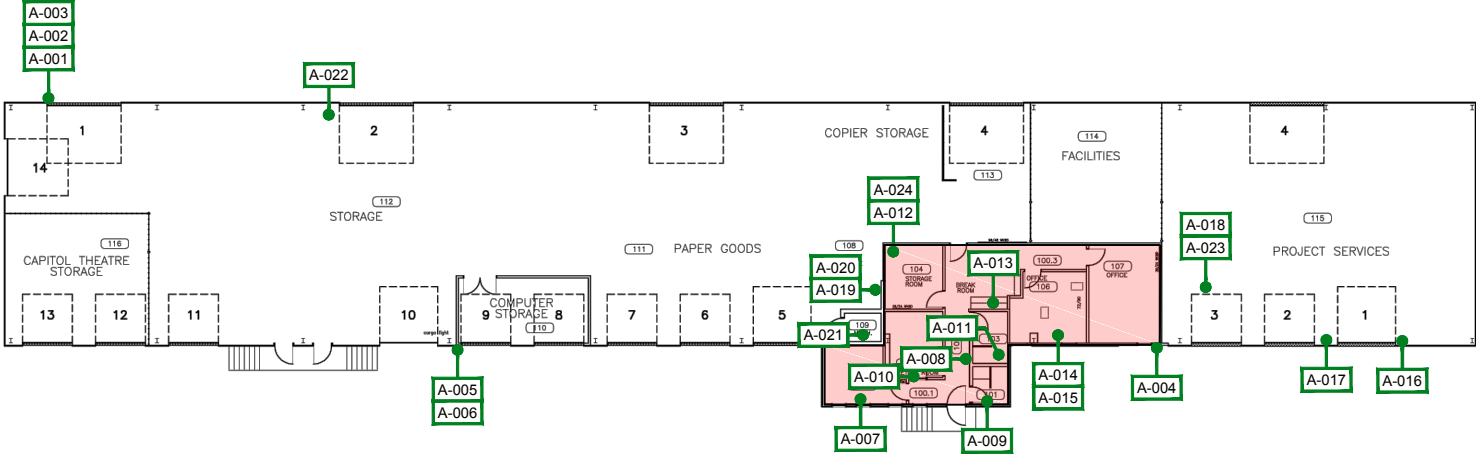 A-003
A-002
A-001
A-022
1
2
3
4
4
14
COPIER STORAGE
114
FACILITIES
113
112
STORAGE
A-024
A-012
A-018
A-023
115
PROJECT SERVICES
116
CAPITOL THEATRE
STORAGE
111
PAPER GOODS
108
A-020
A-019
104
STORAGE
ROOM
BREAK
ROOM
A-013
100.3
OFFICE
106
107
OFFICE
COMPUTER
STORAGE
110
13
12
11
10
9
8
7
6
5
3
2
1
109
A-021
A-011
103
A-008
A-010
100.1
101
A-005
A-006
A-007
A-009
A-014
A-015
A-004
A-017
A-016